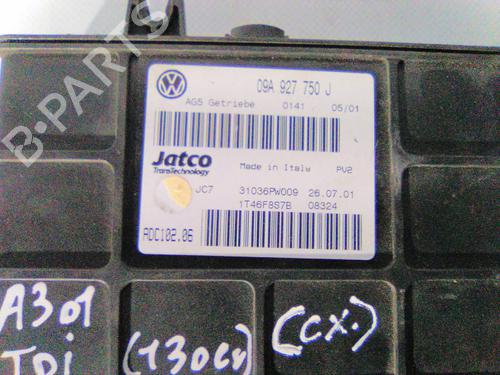 09A 927 750 J
AG5 Getriebe 0141 05/01
Jatco
TransTechnology
Made in Italy PV2
JC7 31036PW009 26.07.01
1T46F8S7B 08324
ADC102.06
A3 01
TDi
(130cv)
(CX.)
B-PARTS